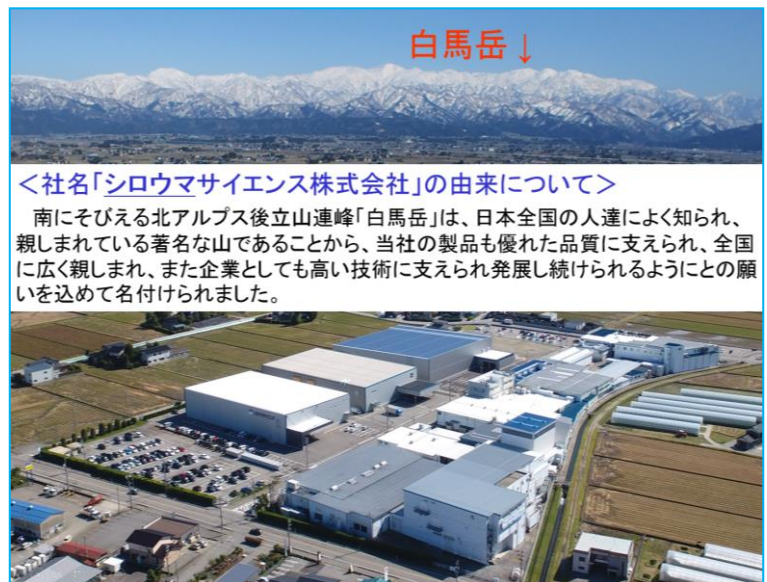 白馬岳↓
＜社名「シロウマサイエンス株式会社」の由来について＞
南にそびえる北アルプス後立山連峰「白馬岳」は、日本全国の人達によく知られ、
親しまれている著名な山であることから、当社の製品も優れた品質に支えられ、全国
に広く親しまれ、また企業としても高い技術に支えられ発展し続けられるようにとの願
いを込めて名付けられました。